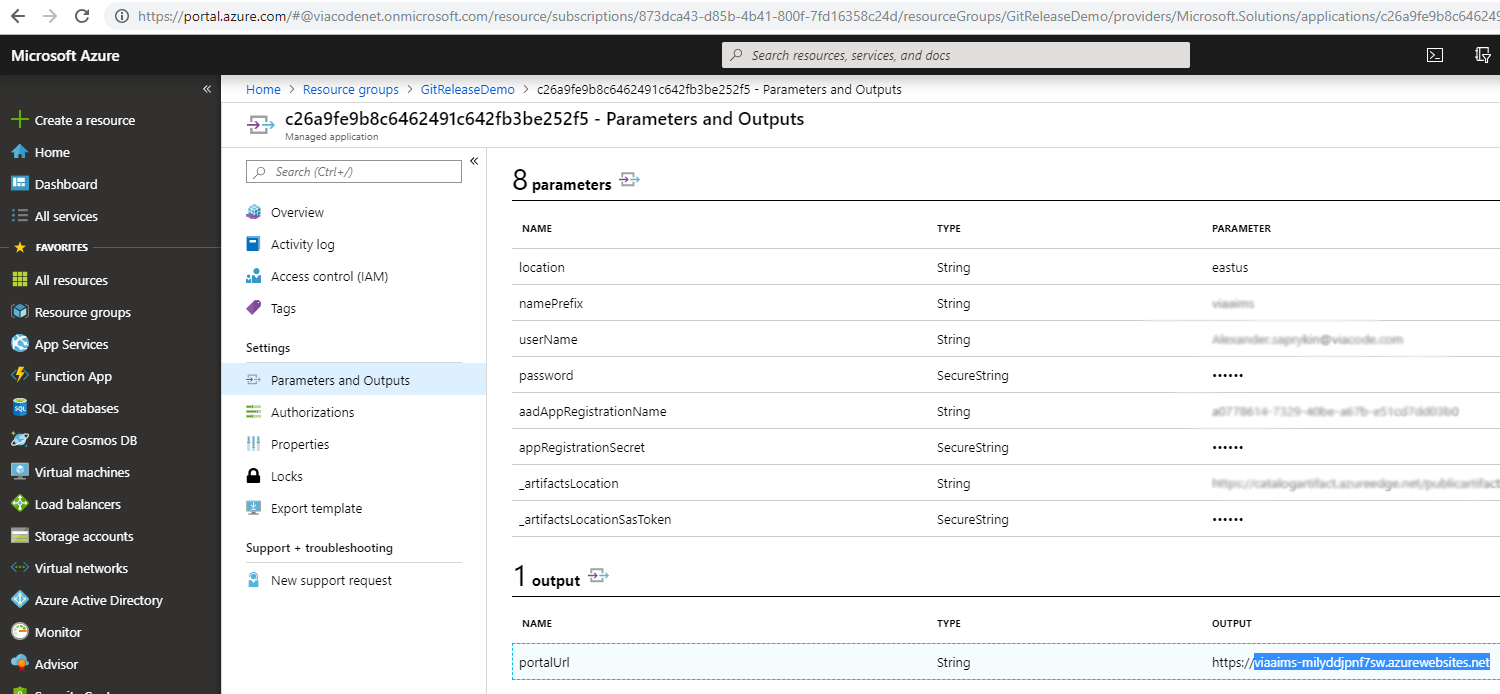 https://portal.azure.com/#@viacodenet.onmicrosoft.com/resource/subscriptions/873dca43-d85b-4b41-800f-7fd16358c24d/resourceGroups/GitReleaseDemo/providers/Microsoft.Solutions/applications/c26a9fe9b8c646249
Microsoft Azure
Search resources, services, and docs
«
Create a resource
Home
Dashboard
All services
FAVORITES
All resources
Resource groups
App Services
Function App
SQL databases
Azure Cosmos DB
Virtual machines
Load balancers
Storage accounts
Virtual networks
Azure Active Directory
Monitor
Advisor
Home > Resource groups > GitReleaseDemo > c26a9fe9b8c6462491c642fb3be252f5 - Parameters and Outputs
c26a9fe9b8c6462491c642fb3be252f5 - Parameters and Outputs
Managed application
Search (Ctrl+/)
«
Overview
Activity log
Access control (IAM)
Tags
Settings
Parameters and Outputs
Authorizations
Properties
Locks
Export template
Support + troubleshooting
New support request
8 parameters
NAME TYPE PARAMETER
location String eastus
namePrefix String viaaims
userName String Alexander.saprykin@viacode.com
password SecureString ••••••
aadAppRegistrationName String
appRegistrationSecret SecureString ••••••
_artifactsLocation String
_artifactsLocationSasToken SecureString ••••••
1 output
NAME TYPE OUTPUT
portalUrl String https://viaaims-milyddjpnf7sw.azurewebsites.net